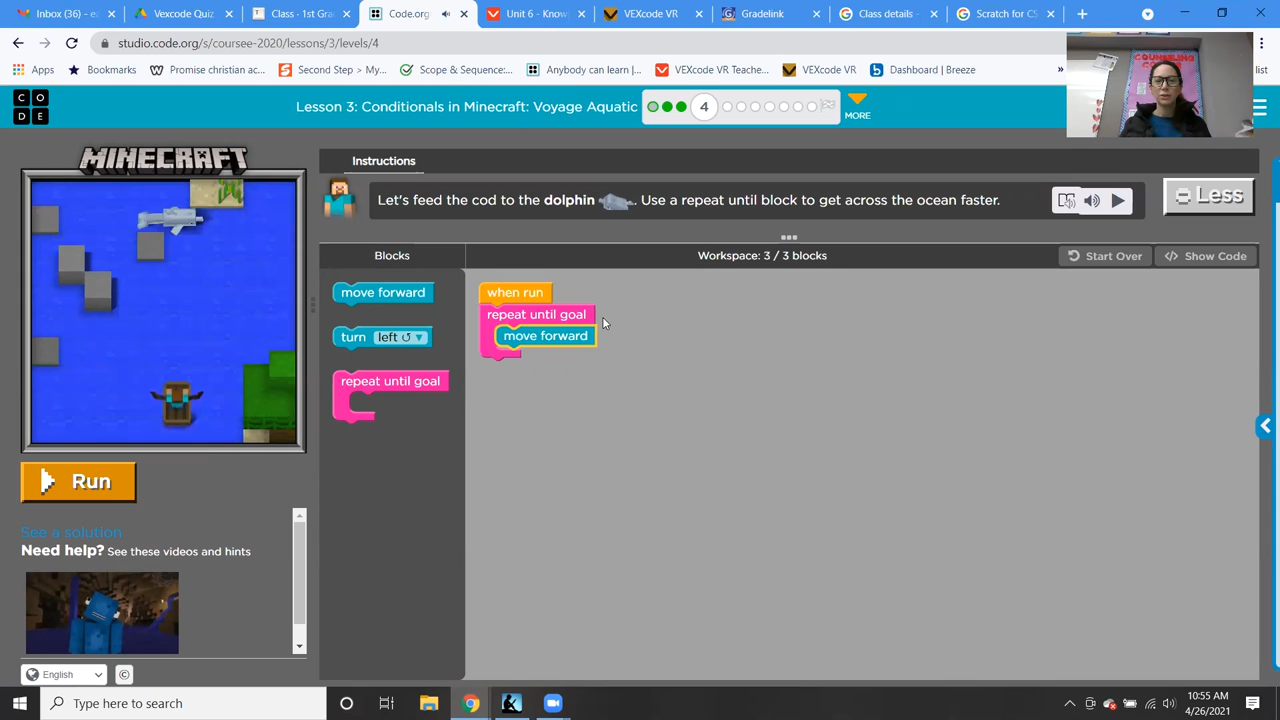 Inbox (96) - ea
Vexcode Quiz
Class - 1st Grad
Code.org
Unit 6 - Know
VEXcode VR
Gradelink
Class details -
Scratch for CS
studio.code.org/s/coursee-2020/lessons/3/levels/4
Apps
Bookmarks
Promise christian ac...
Second Step > My...
Anybody can learn |...
VEXcode VR Teache...
VEXcode VR
Dashboard | Breeze
»
list
C O
D E
Lesson 3: Conditionals in Minecraft: Voyage Aquatic
4
MORE
MINECRAFT
Instructions
Let's feed the cod to the dolphin . Use a repeat until block to get across the ocean faster.
Less
Blocks
Workspace: 3 / 3 blocks
Start Over
Show Code
move forward
turn left
repeat until goal
when run
repeat until goal
move forward
Run
See a solution
Need help? See these videos and hints
English
©
Type here to search
10:55 AM
4/26/2021